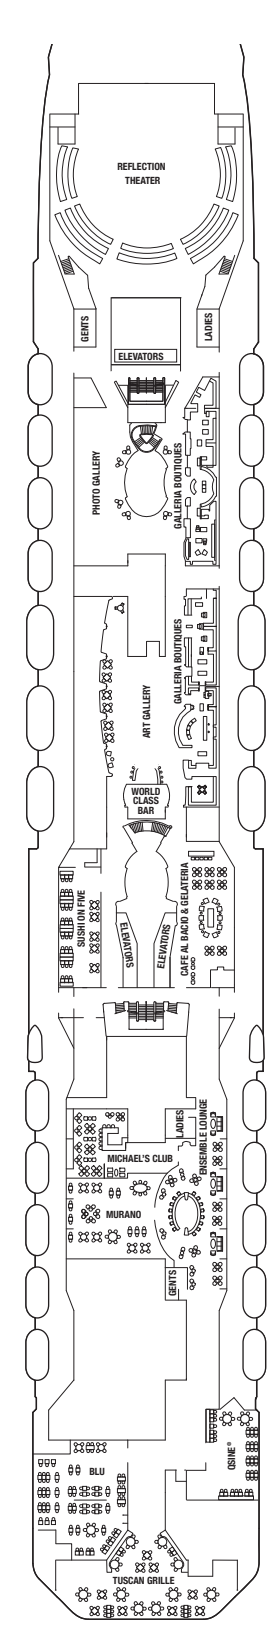 REFLECTION
THEATER
GENTS
LADIES
ELEVATORS
PHOTO GALLERY
GALLERIA BOUTIQUES
GALLERIA BOUTIQUES
ART GALLERY
WORLD
CLASS
BAR
SUSHI ON FIVE
ELEVATORS
ELEVATORS
CAFE AL BACIO & GELATERIA
LADIES
ENSEMBLE LOUNGE
MICHAEL'S CLUB
MURANO
GENTS
QSINE®
BLU
TUSCAN GRILLE